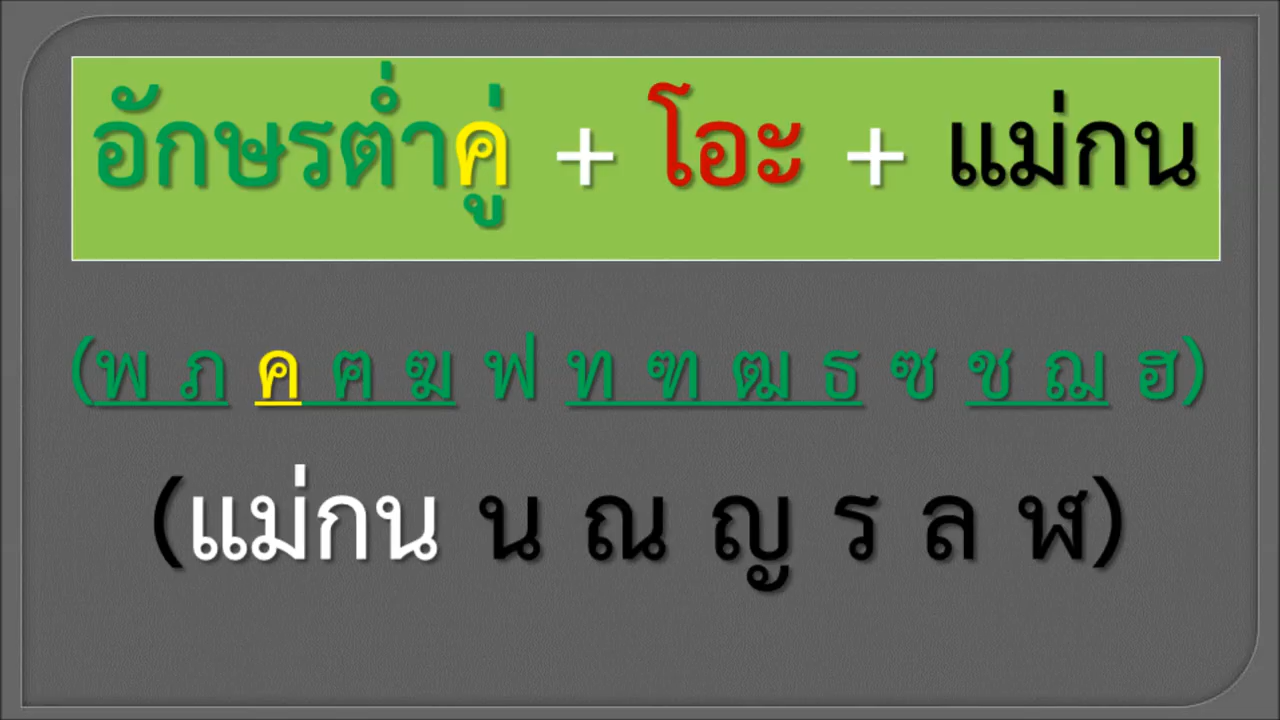 อักษรต่ำคู่ + โอะ + แม่กน
(พ ภ ค ฅ ฆ ฟ ท ฑ ฒ ธ ซ ช ฌ ฮ)
(แม่กน น ณ ญ ร ล ฬ)